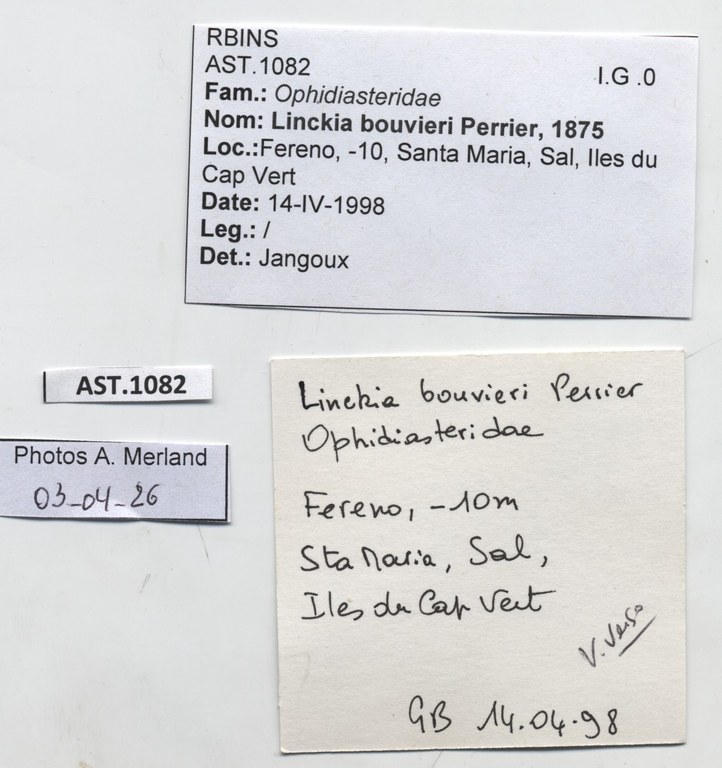 RBINS
AST.1082
I.G .0
Fam.: Ophidiasteridae
Nom: Linckia bouvieri Perrier, 1875
Loc.:Fereno, -10, Santa Maria, Sal, Iles du
Cap Vert
Date: 14-IV-1998
Leg.: /
Det.: Jangoux
AST.1082
Photos A. Merland
03-04-26
Linckia bouvieri Perrier
Ophidiasteridae
Fereno, -10m
Sta Maria, Sal,
Iles du Cap Vert
V. Verso
GB 14.04.98